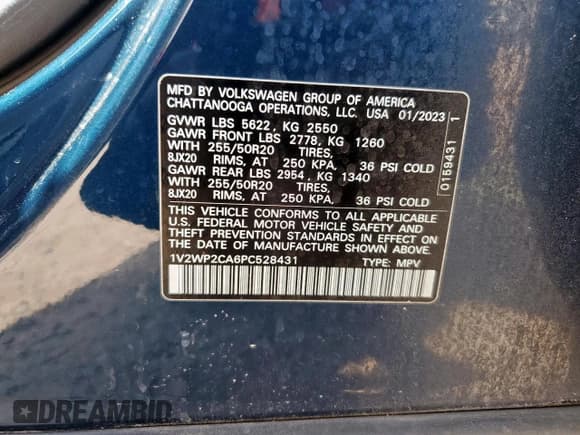 MFD. BY VOLKSWAGEN GROUP OF AMERICA
CHATTANOOGA OPERATIONS, LLC. USA 01/2023
GVWR LBS 5622, KG 2550
GAWR FRONT LBS 2778, KG 1260
WITH 255/50R20 TIRES,
8JX20 RIMS, AT 250 KPA, 36 PSI COLD
GAWR REAR LBS 2954, KG 1340
WITH 255/50R20 TIRES,
8JX20 RIMS, AT 250 KPA, 36 PSI COLD
THIS VEHICLE CONFORMS TO ALL APPLICABLE
U.S. FEDERAL MOTOR VEHICLE SAFETY AND
THEFT PREVENTION STANDARDS IN EFFECT ON
THE DATE OF MANUFACTURE SHOWN ABOVE.
1V2WP2CA6PC528431 TYPE: MPV
0159431 1
DREAMBID